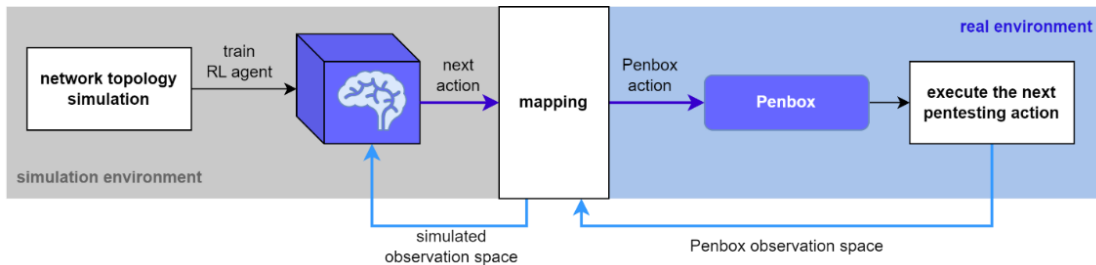 real environment
network topology
simulation
train
RL agent
next
action
mapping
Penbox
action
Penbox
execute the next
pentesting action
simulation environment
simulated
observation space
Penbox observation space